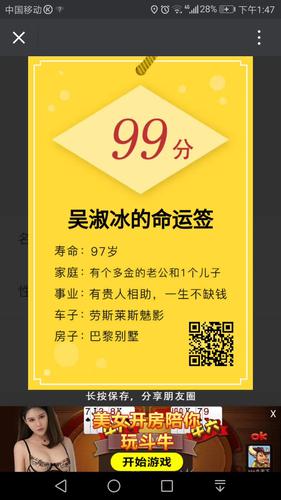 中国移动
28% 下午1:47
99分
吴淑冰的命运签
寿命：97岁
家庭：有个多金的老公和1个儿子
事业：有贵人相助，一生不缺钱
车子：劳斯莱斯魅影
房子：巴黎别墅
长按保存，分享朋友圈
X
美女开房陪你
玩斗牛
开始游戏
ok